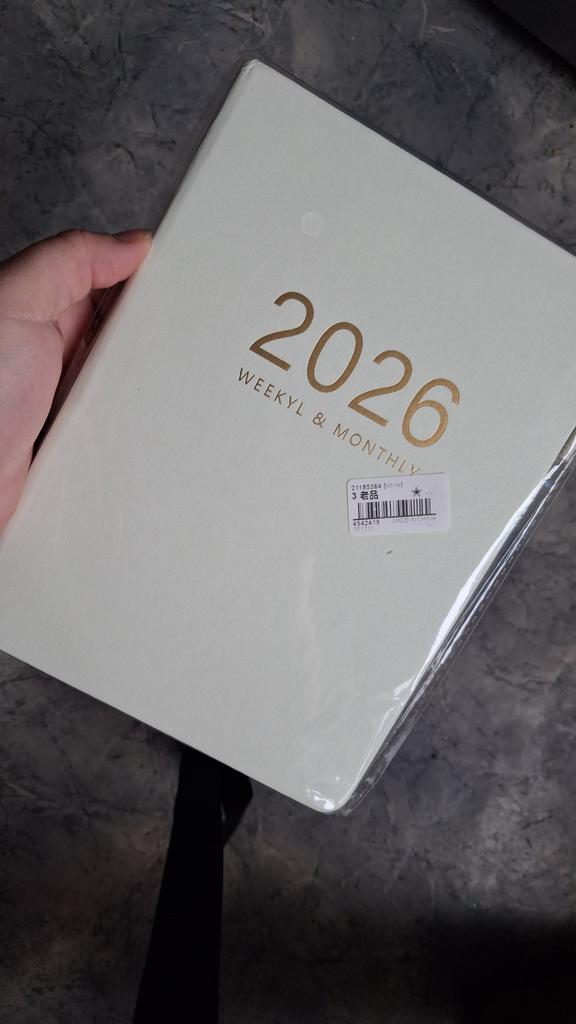 2026
WEEKYL & MONTHLY
21185364
3 老品
4542419
MADE IN CHINA